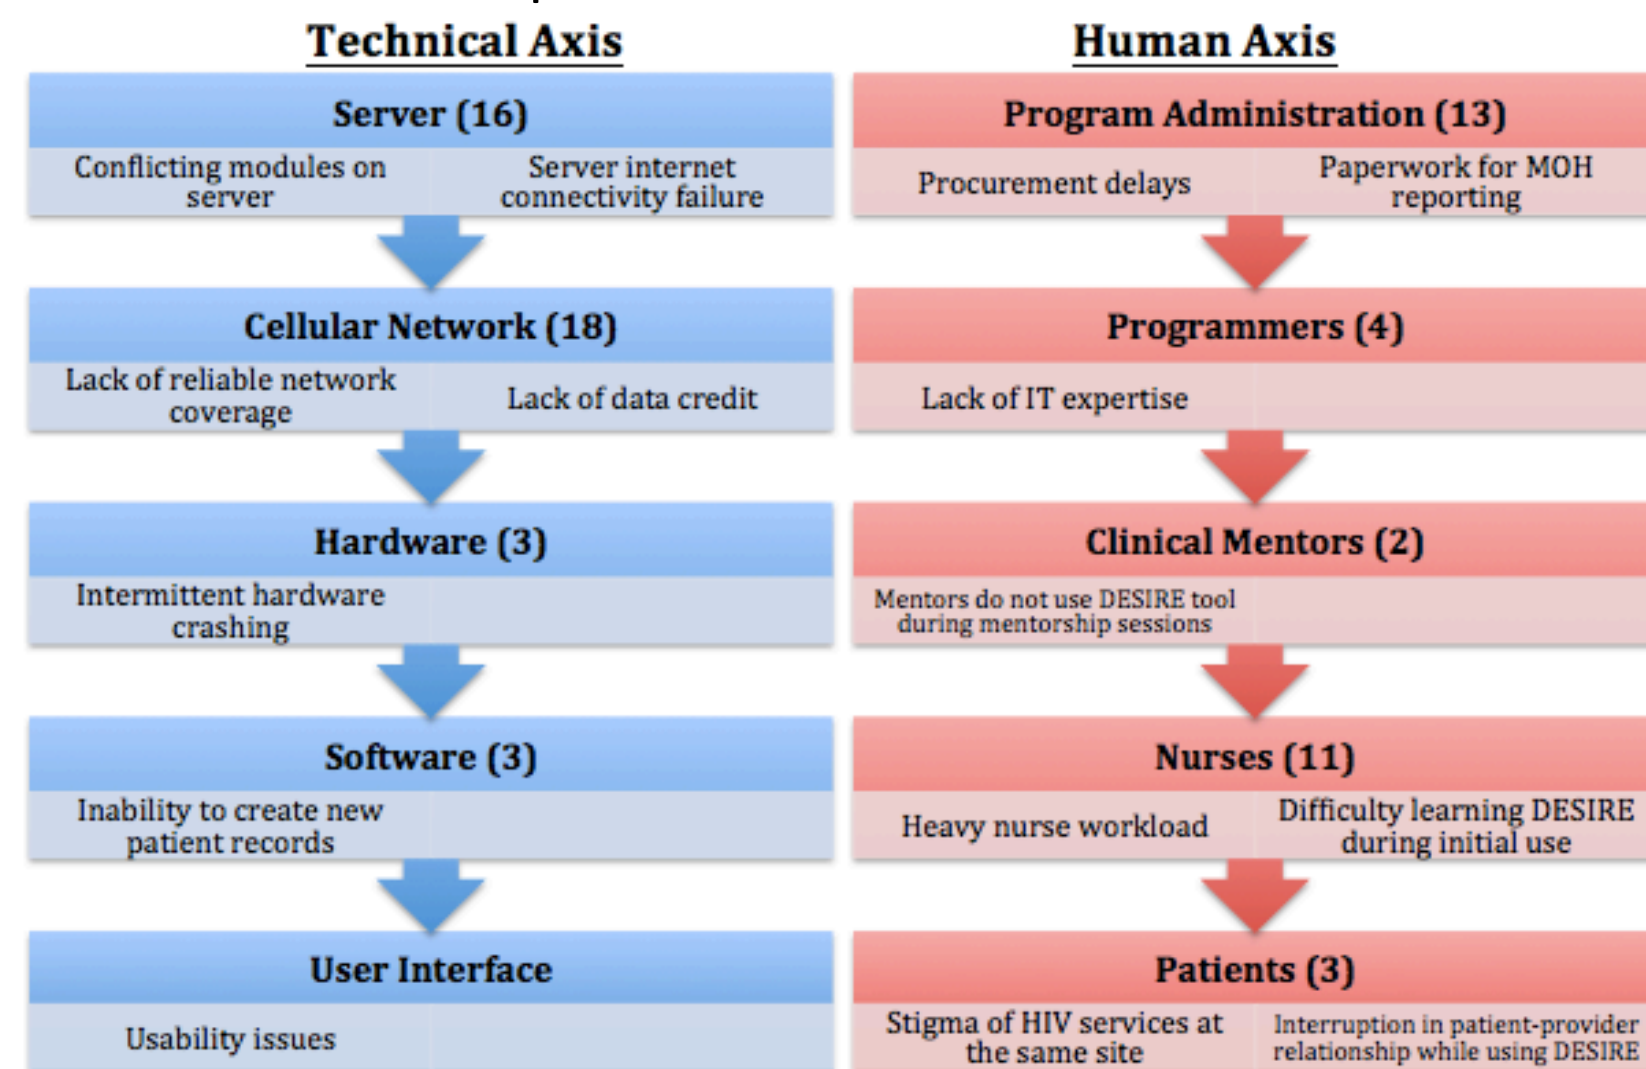 Technical Axis
Server (16)
Conflicting modules on
server
Server internet
connectivity failure
Cellular Network (18)
Lack of reliable network
coverage
Lack of data credit
Hardware (3)
Intermittent hardware
crashing
Software (3)
Inability to create new
patient records
User Interface
Usability issues
Human Axis
Program Administration (13)
Procurement delays
Paperwork for MOH
reporting
Programmers (4)
Lack of IT expertise
Clinical Mentors (2)
Mentors do not use DESIRE tool
during mentorship sessions
Nurses (11)
Heavy nurse workload
Difficulty learning DESIRE
during initial use
Patients (3)
Stigma of HIV services at
the same site
Interruption in patient-provider
relationship while using DESIRE